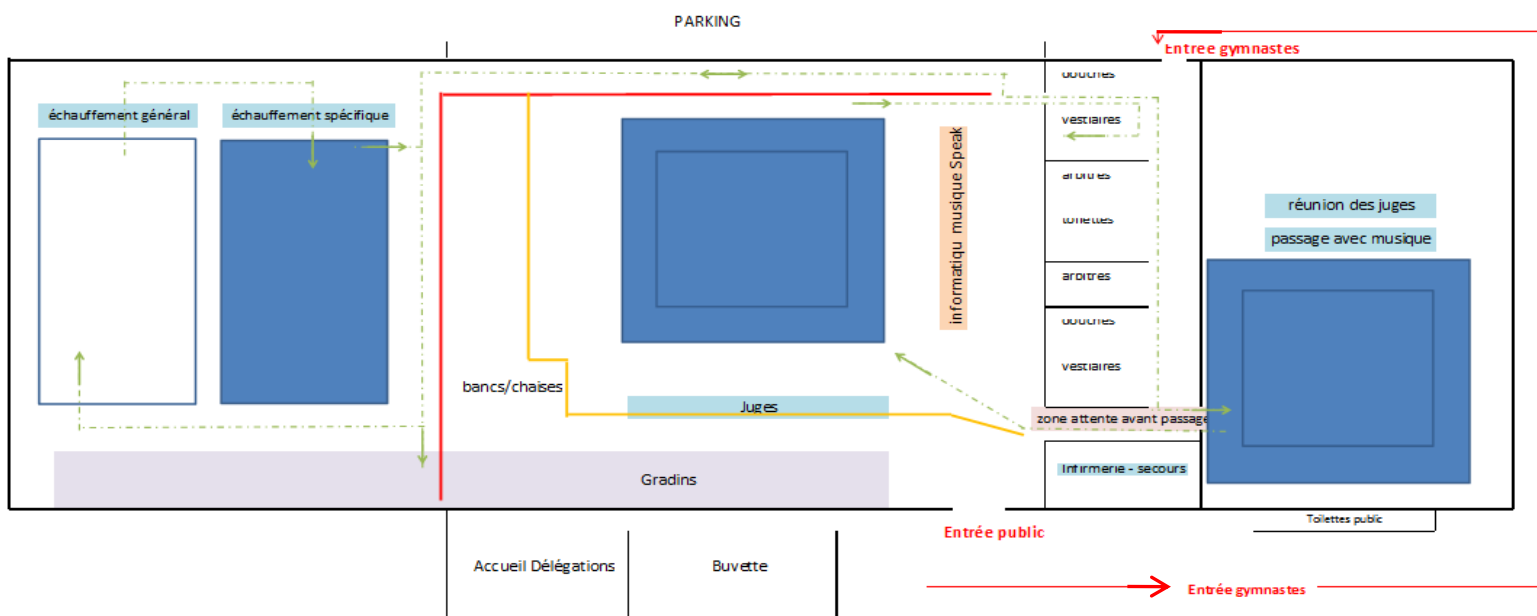 PARKING
Entrée gymnastes
douches
échauffement général
échauffement spécifique
vestiaires
informatiqu musique Speak
arbitres
toilettes
réunion des juges
passage avec musique
arbitres
douches
vestiaires
bancs/chaises
Juges
zone attente avant passage
Infirmerie - secours
Gradins
Toilettes public
Entrée public
Accueil Délégations
Buvette
Entrée gymnastes